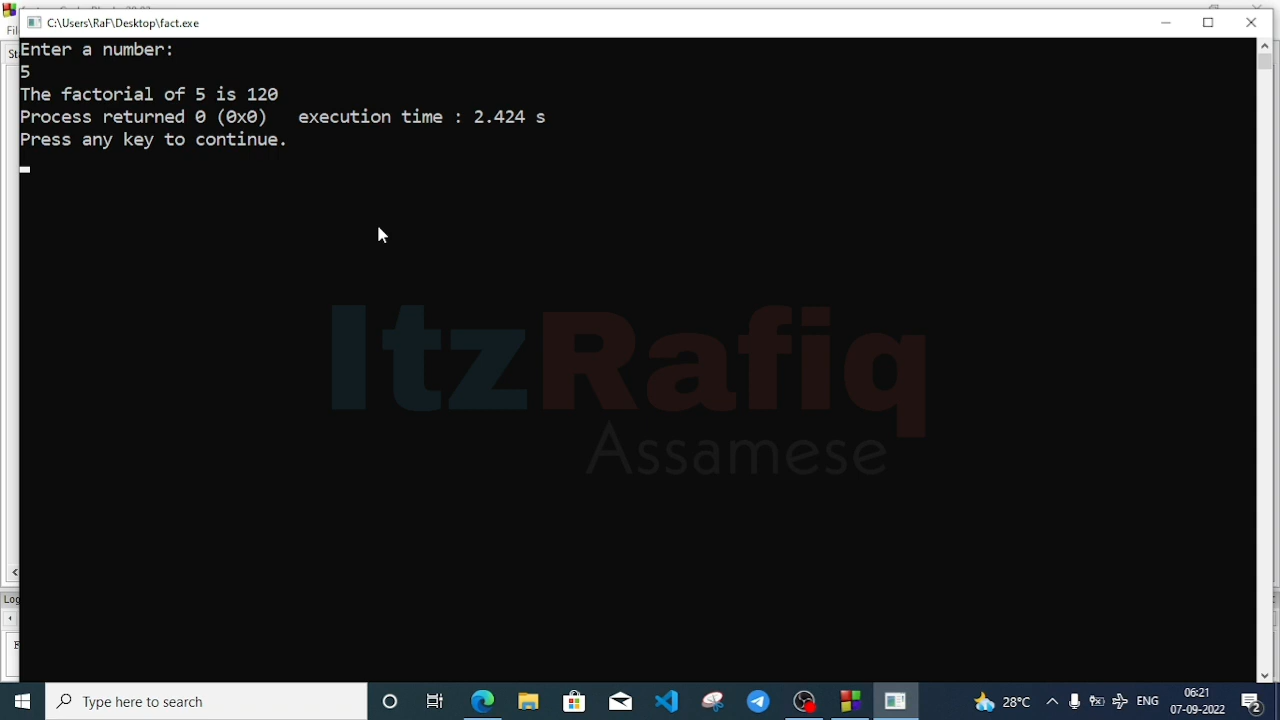 C:\Users\RaF\Desktop\fact.exe
Enter a number:
5
The factorial of 5 is 120
Process returned 0 (0x0)   execution time : 2.424 s
Press any key to continue.
ItzRafiq
Assamese
Type here to search
28°C
ENG
06:21
07-09-2022
2